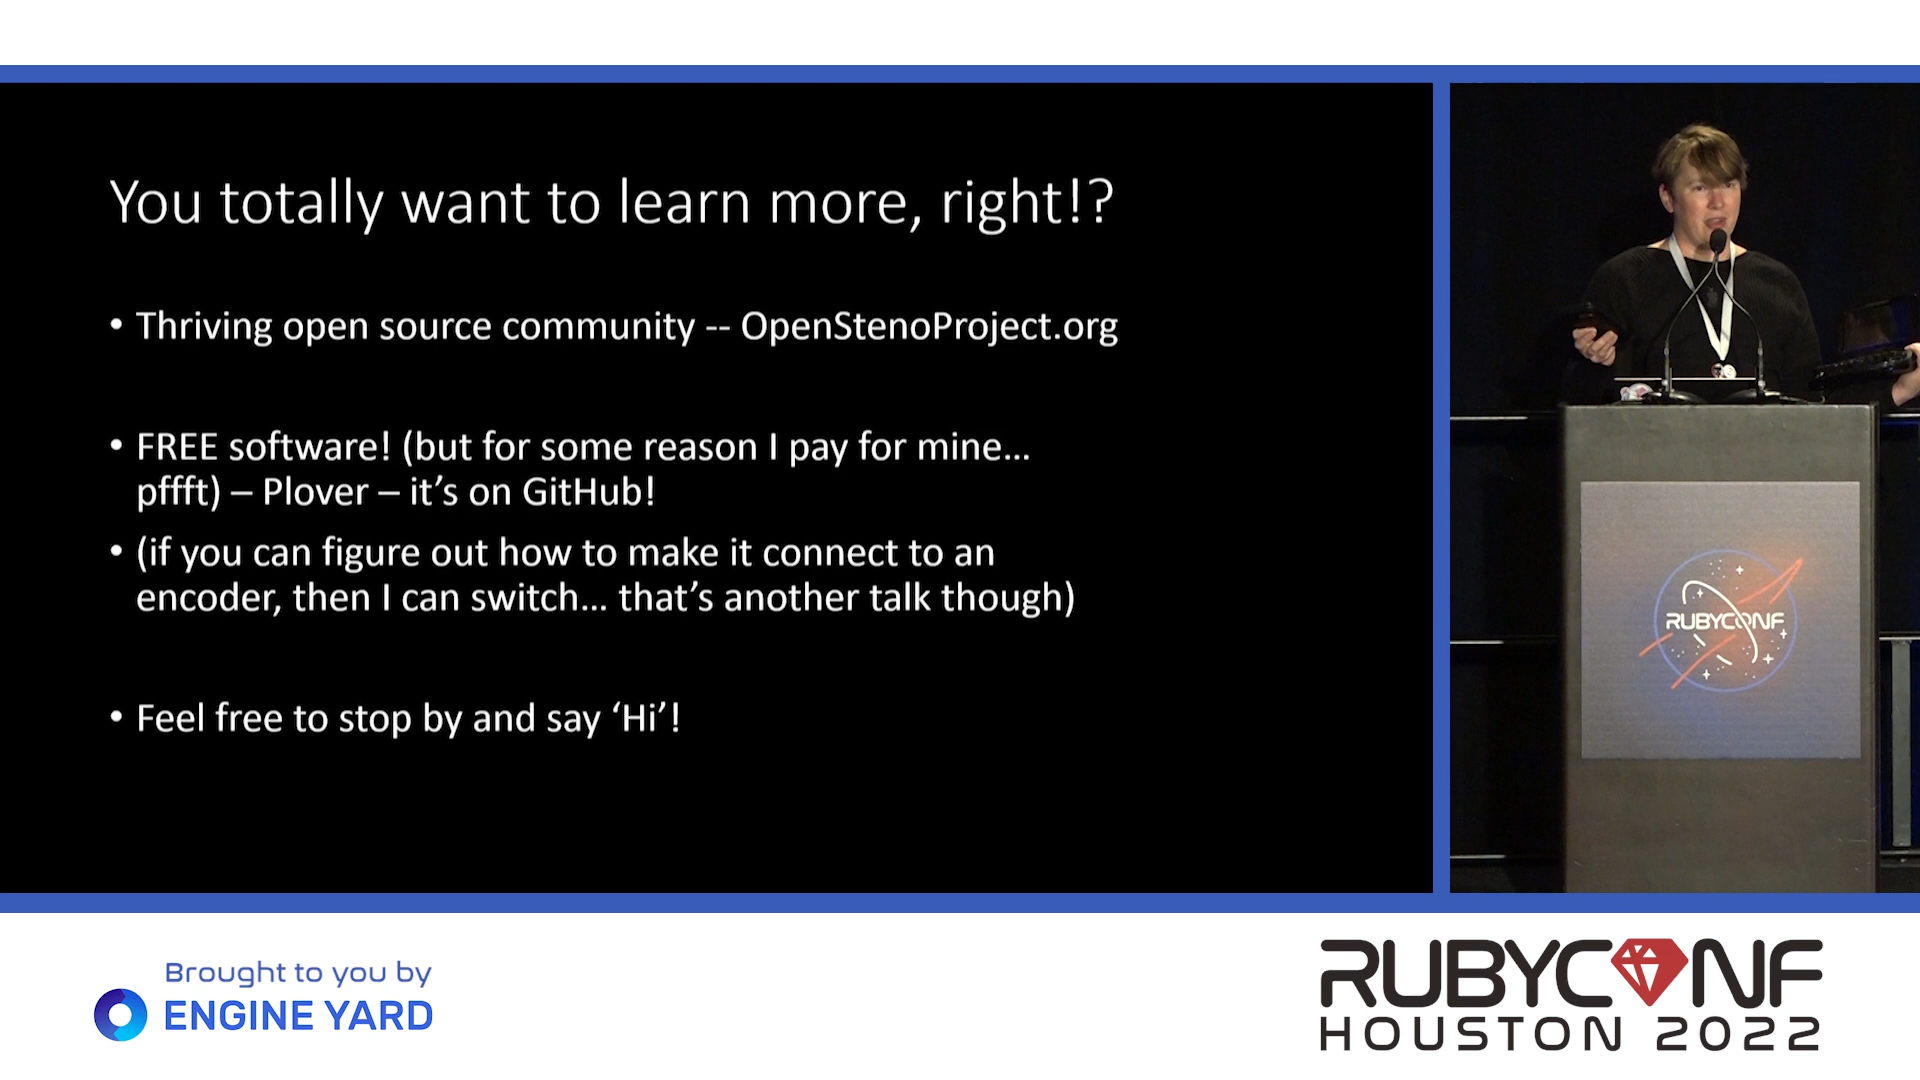 You totally want to learn more, right!?
• Thriving open source community -- OpenStenoProject.org
• FREE software! (but for some reason I pay for mine…
pffft) – Plover – it’s on GitHub!
• (if you can figure out how to make it connect to an
encoder, then I can switch… that’s another talk though)
• Feel free to stop by and say ‘Hi’!
RUBYCONF
Brought to you by
ENGINE YARD
RUBYCONF
HOUSTON 2022